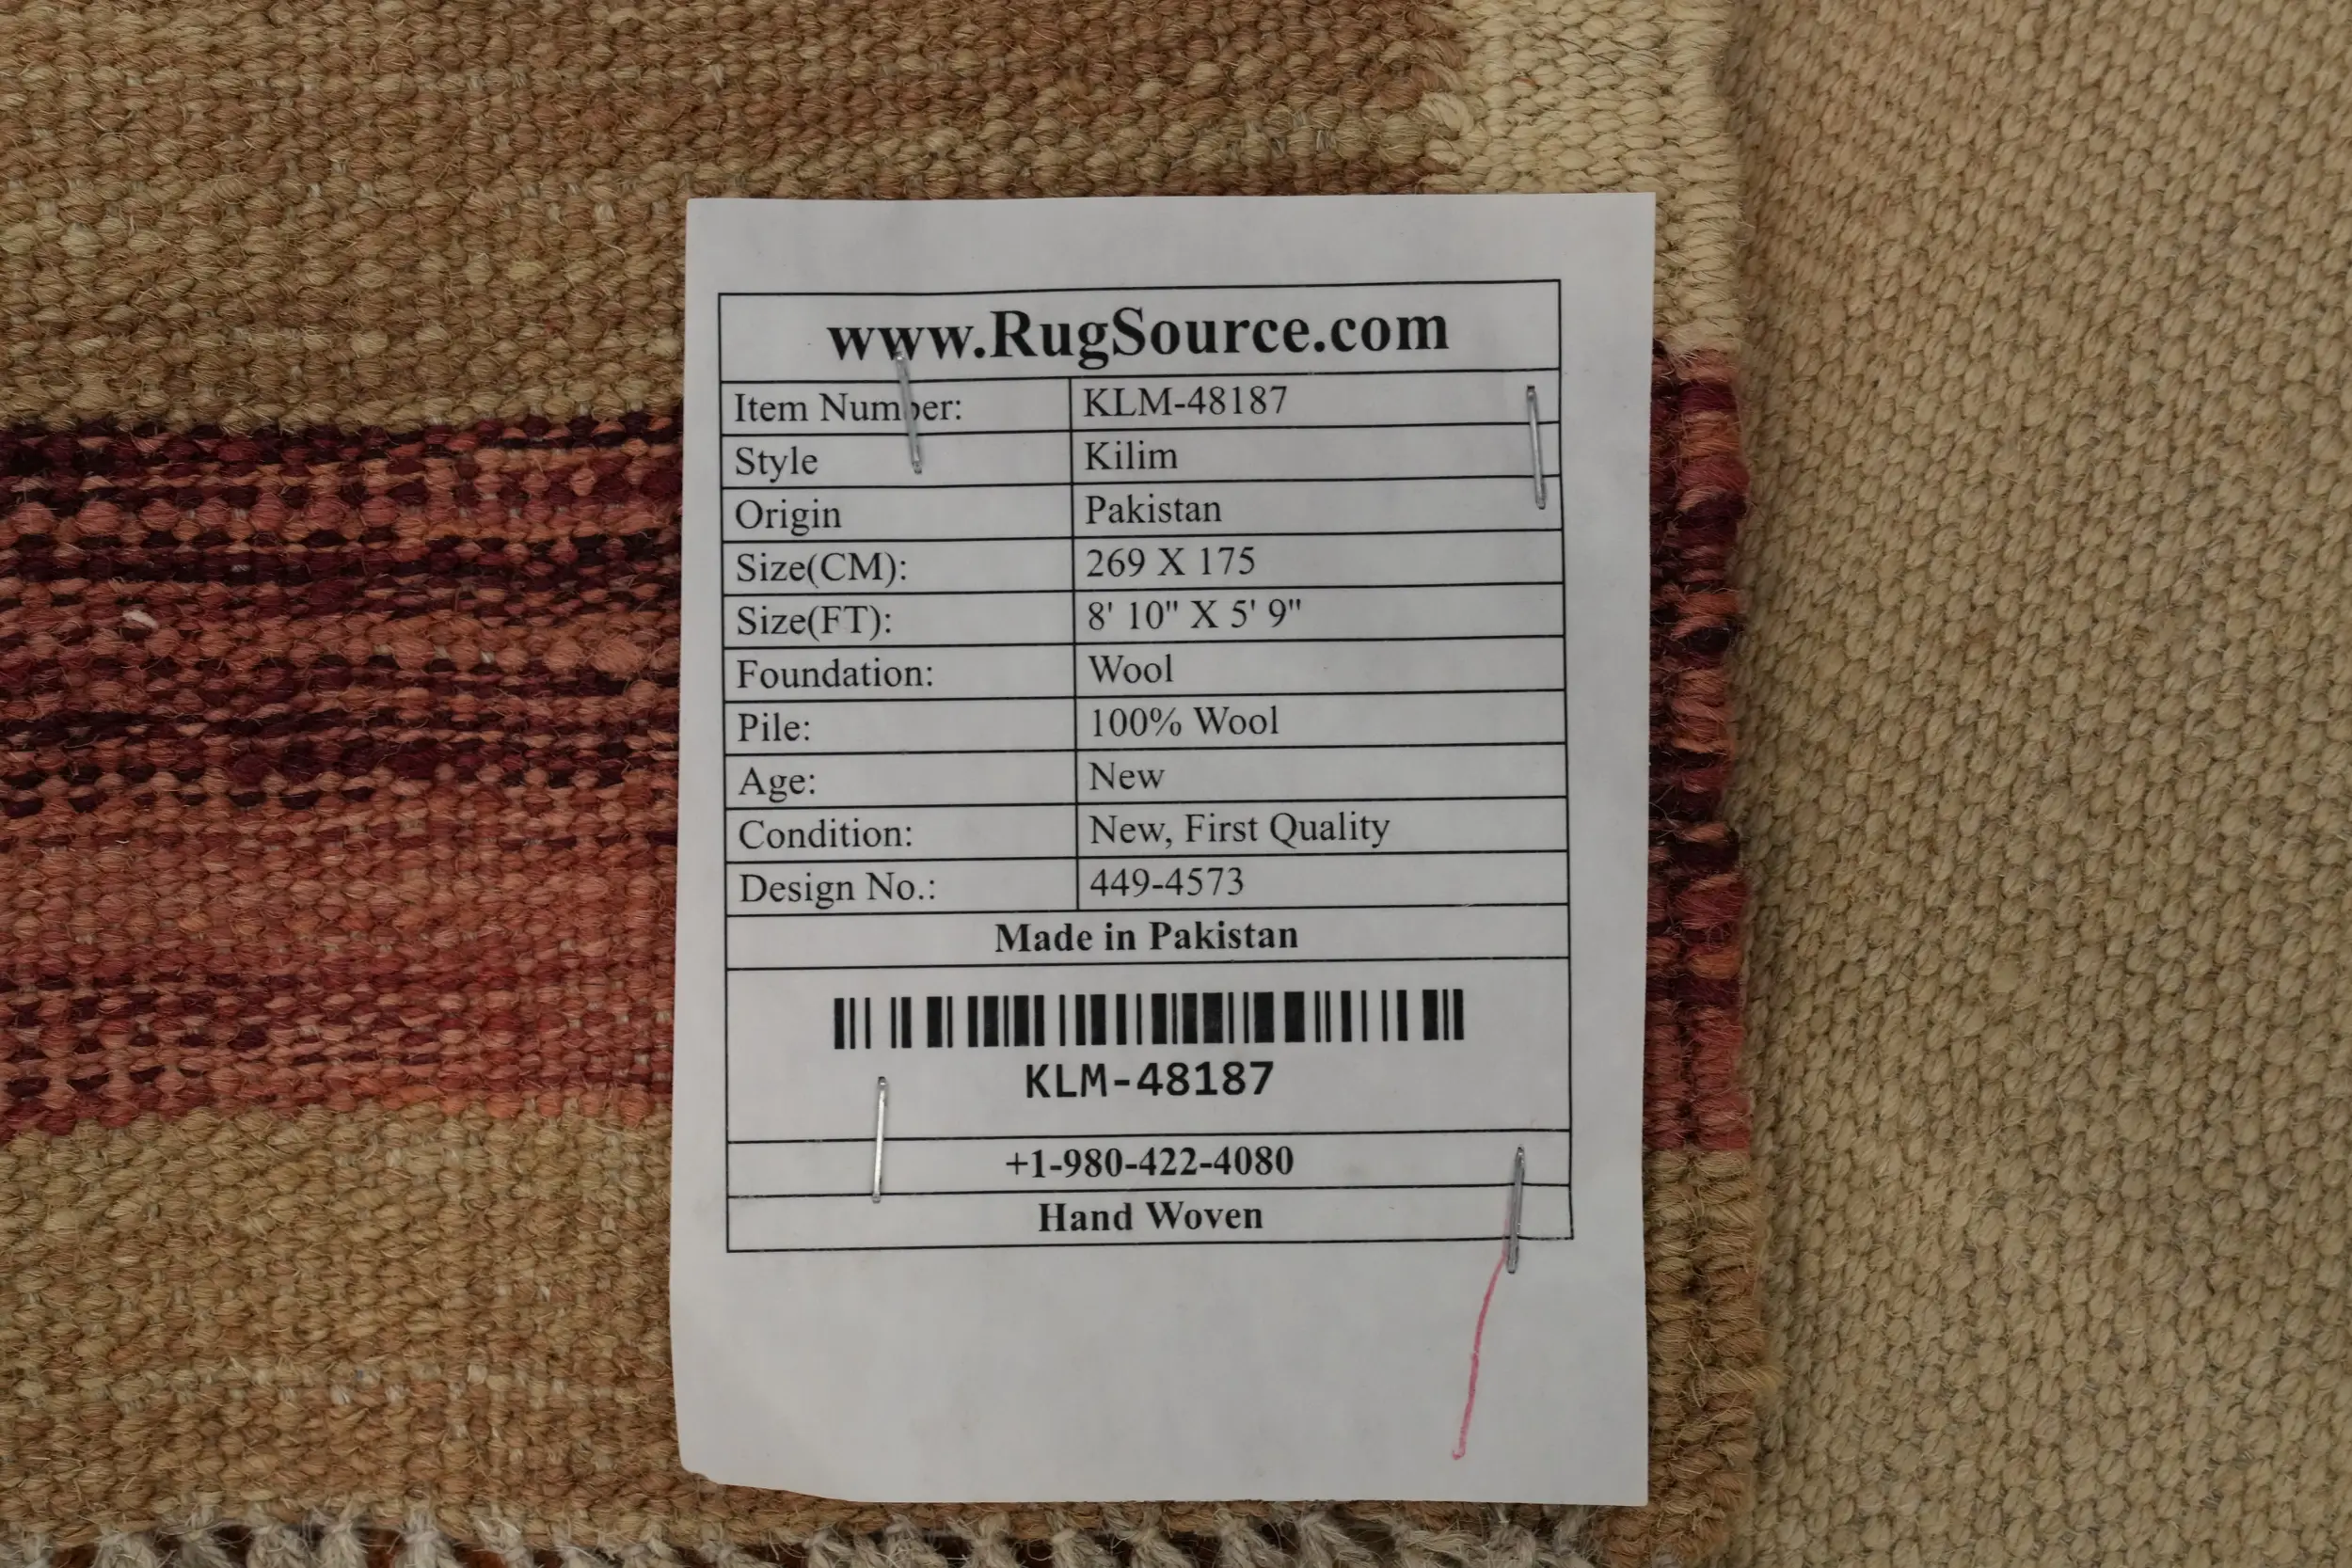 www.RugSource.com
Item Number: KLM-48187
Style Kilim
Origin Pakistan
Size(CM): 269 X 175
Size(FT): 8' 10" X 5' 9"
Foundation: Wool
Pile: 100% Wool
Age: New
Condition: New, First Quality
Design No.: 449-4573
Made in Pakistan
KLM-48187
+1-980-422-4080
Hand Woven